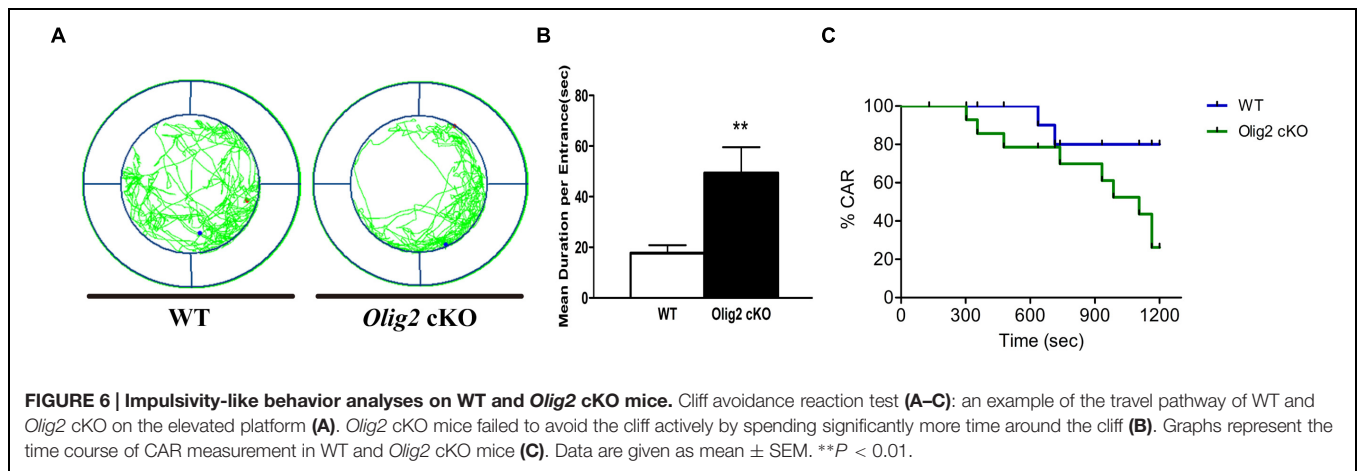 A
B
C
WT
Olig2 cKO
Mean Duration per Entrance(sec)
80
60
40
20
0
**
WT
Olig2 cKO
% CAR
100
80
60
40
20
0
0
300
600
900
1200
Time (sec)
WT
Olig2 cKO
FIGURE 6 | Impulsivity-like behavior analyses on WT and Olig2 cKO mice. Cliff avoidance reaction test (A–C): an example of the travel pathway of WT and
Olig2 cKO on the elevated platform (A). Olig2 cKO mice failed to avoid the cliff actively by spending significantly more time around the cliff (B). Graphs represent the
time course of CAR measurement in WT and Olig2 cKO mice (C). Data are given as mean ± SEM. **P < 0.01.